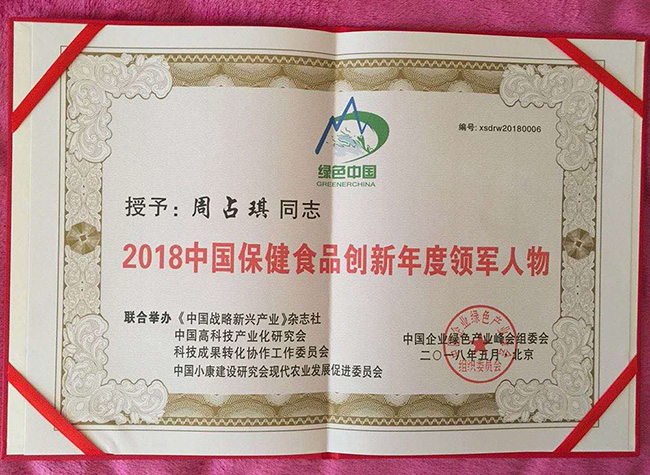 编号: xsdrw20180006
绿色中国
GREENERCHINA
授予：周占琪 同志
2018中国保健食品创新年度领军人物
联合举办 《中国战略新兴产业》杂志社
中国高科技产业化研究会
科技成果转化协作工作委员会
中国小康建设研究会现代农业发展促进委员会
中国企业绿色产业峰会组委会
二〇一八年五月·北京
组织委员会